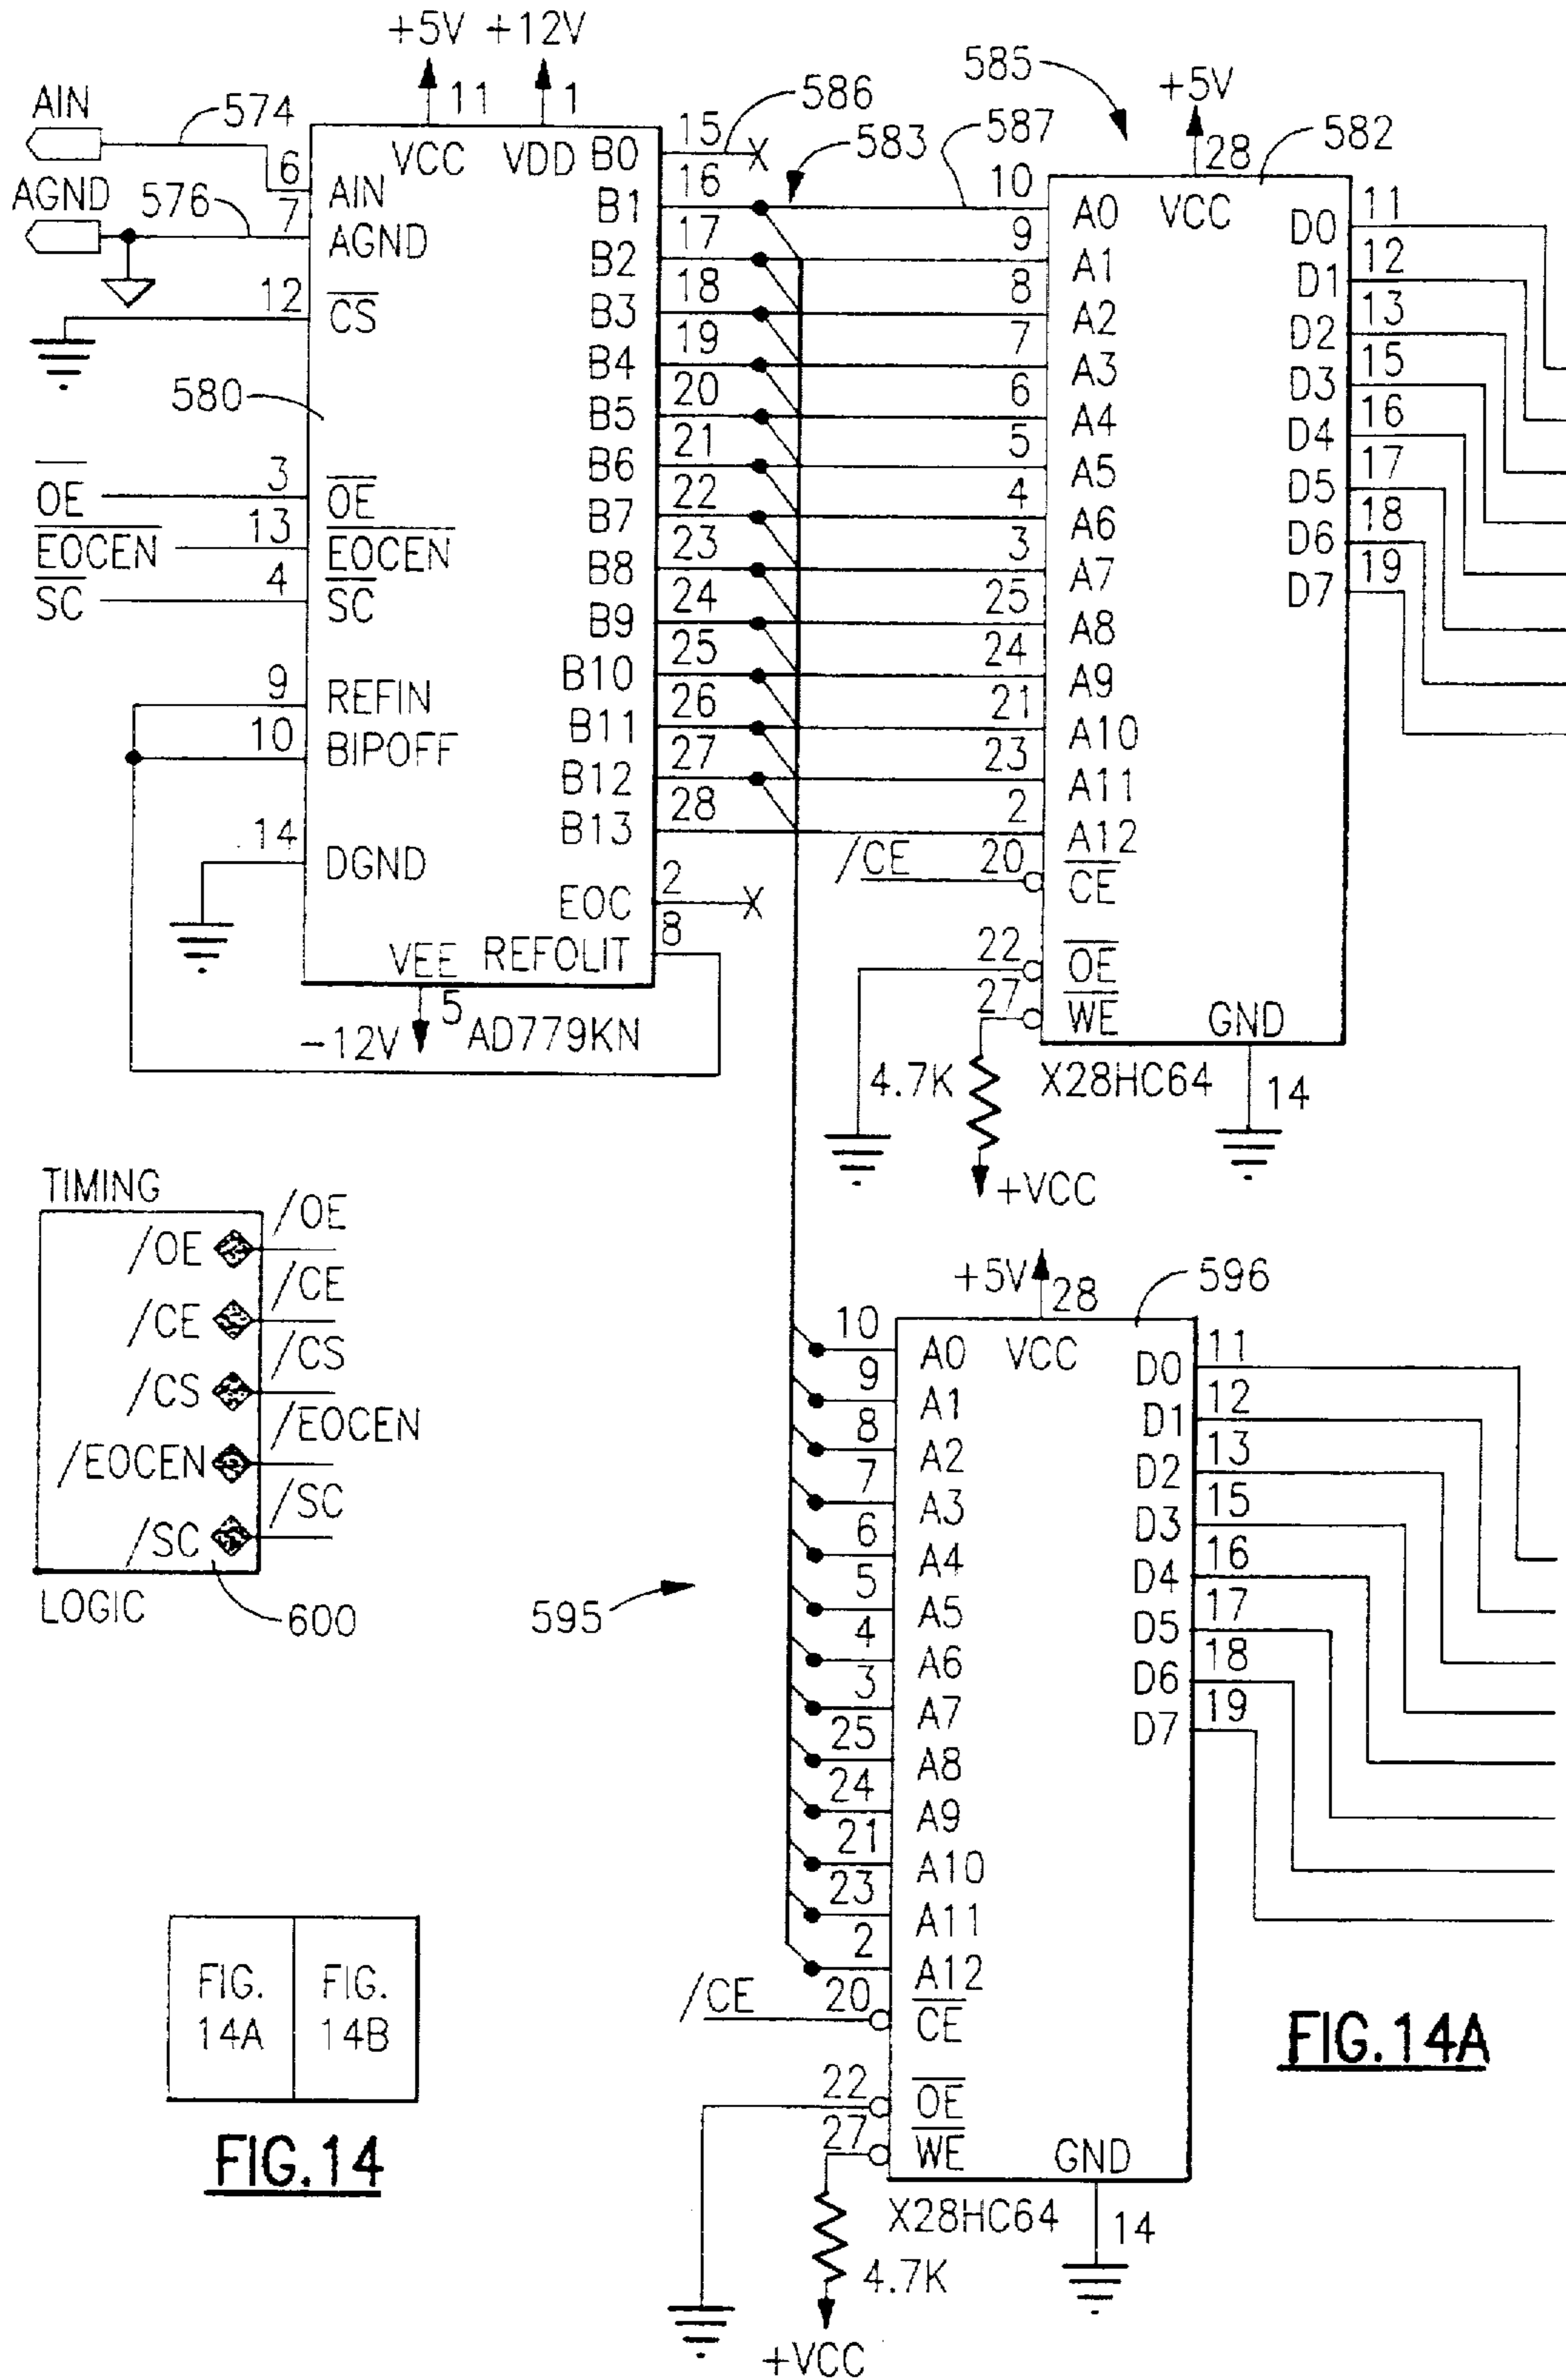 +5V +12V
11 1
AIN
574
6
AGND
576
7
12
580
OE
3
EOCEN
13
SC
4
9
10
14
VCC VDD
AIN
AGND
CS
OE
EOCEN
SC
REFIN
BIPOFF
DGND
VEE REFOLIT
B0 15 X 586
B1 16
B2 17
B3 18
B4 19
B5 20
B6 21
B7 22
B8 23
B9 24
B10 25
B11 26
B12 27
B13 28
EOC 2 X
8
-12V 5 AD779KN
583
585
587
+5V
28 582
VCC
10 A0
9 A1
8 A2
7 A3
6 A4
5 A5
4 A6
3 A7
25 A8
24 A9
21 A10
23 A11
2 A12
/CE 20 CE
22 OE
27 WE
GND
D0 11
D1 12
D2 13
D3 15
D4 16
D5 17
D6 18
D7 19
4.7K X28HC64 14
+VCC
TIMING
/OE /OE
/CE /CE
/CS /CS
/EOCEN /EOCEN
/SC /SC
LOGIC 600
595
+5V 28 596
VCC
10 A0
9 A1
8 A2
7 A3
6 A4
5 A5
4 A6
3 A7
25 A8
24 A9
21 A10
23 A11
2 A12
/CE 20 CE
22 OE
27 WE
GND
D0 11
D1 12
D2 13
D3 15
D4 16
D5 17
D6 18
D7 19
X28HC64 14
4.7K
+VCC
FIG. 14A
FIG. 14B
FIG.14
FIG.14A